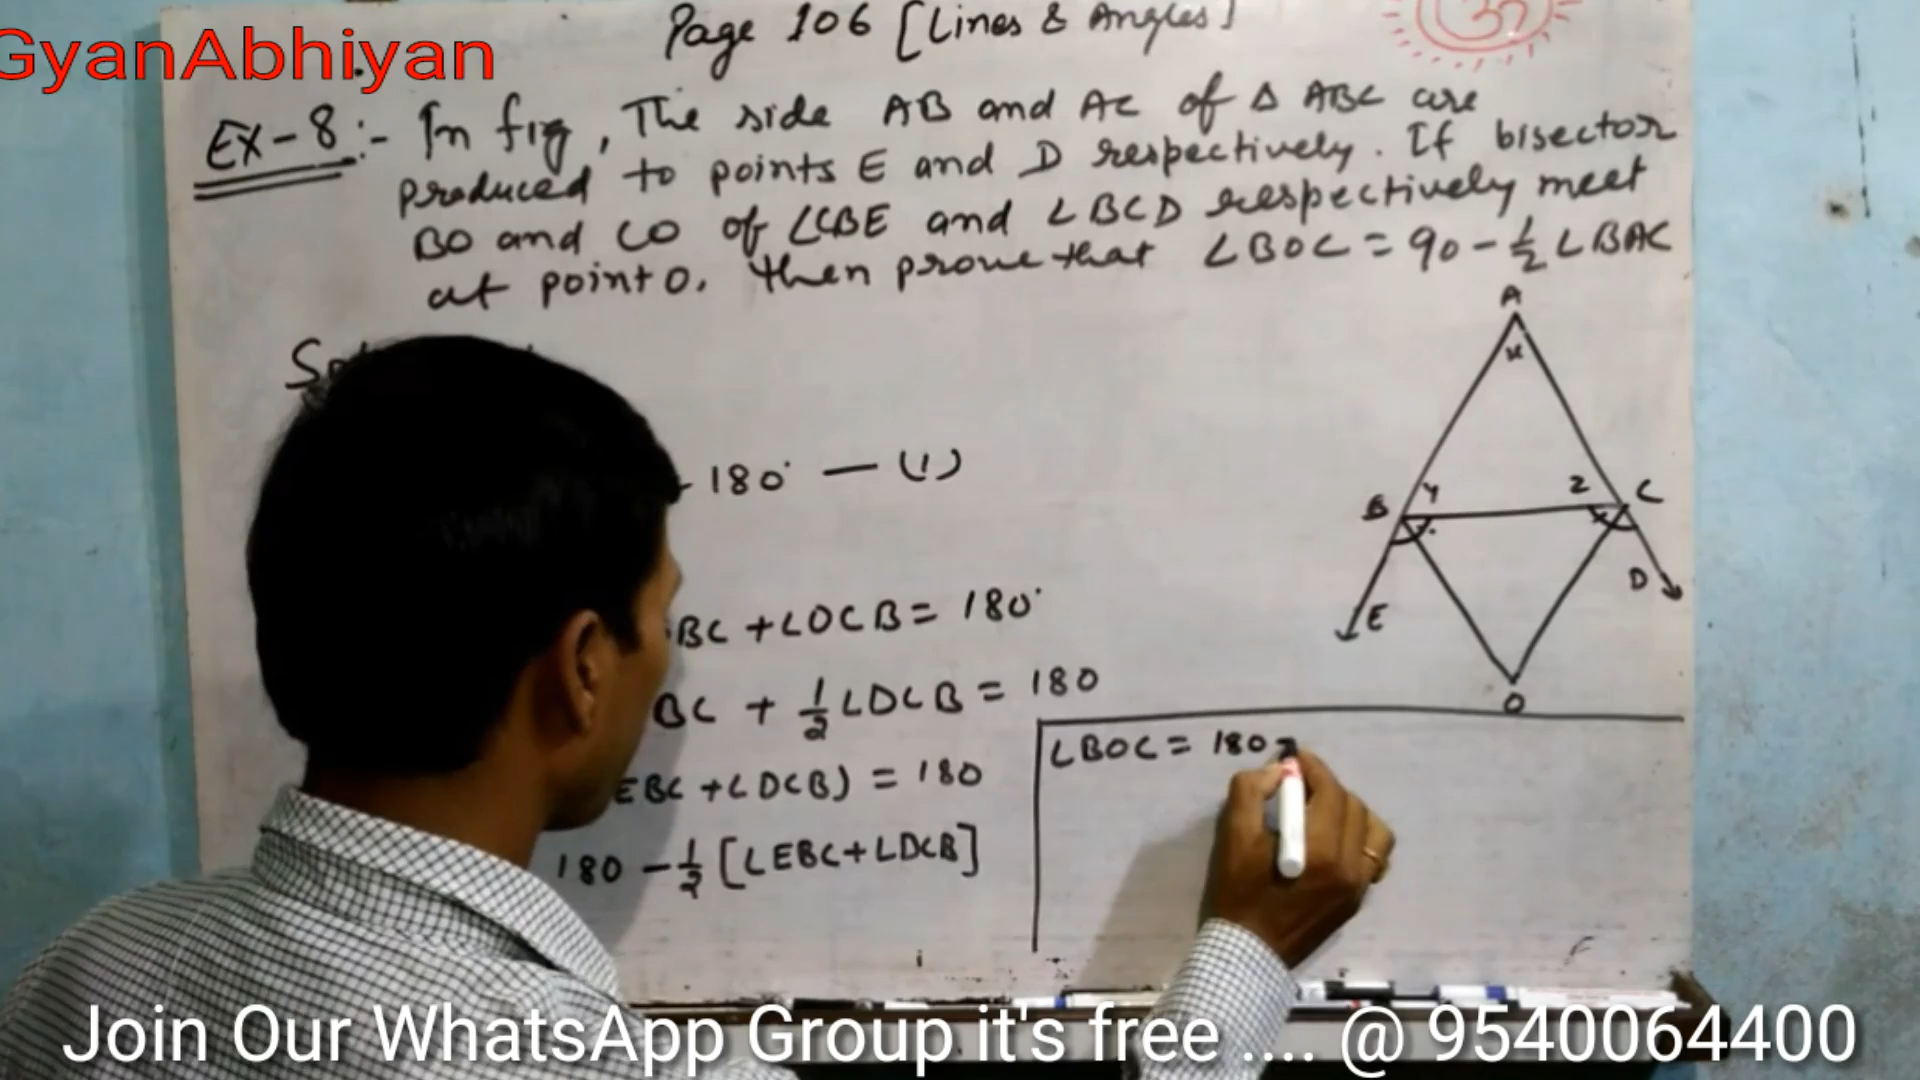 Page 106 [Lines & Angles]
GyanAbhiyan
Ex-8:- In fig, The side AB and AC of Δ ABC are
produced to points E and D respectively. If bisector
BO and CO of ∠CBE and ∠BCD respectively meet
at point O. then prove that ∠BOC = 90 - 1/2 ∠BAC
A
x
180° — (1)
B y z C
D
E
BC + ∠OCB = 180°
BC + 1/2 ∠DCB = 180
O
∠BOC = 180 -
EBC + ∠DCB) = 180
180 - 1/2 [∠EBC + ∠DCB]
Join Our WhatsApp Group it's free .... @ 9540064400